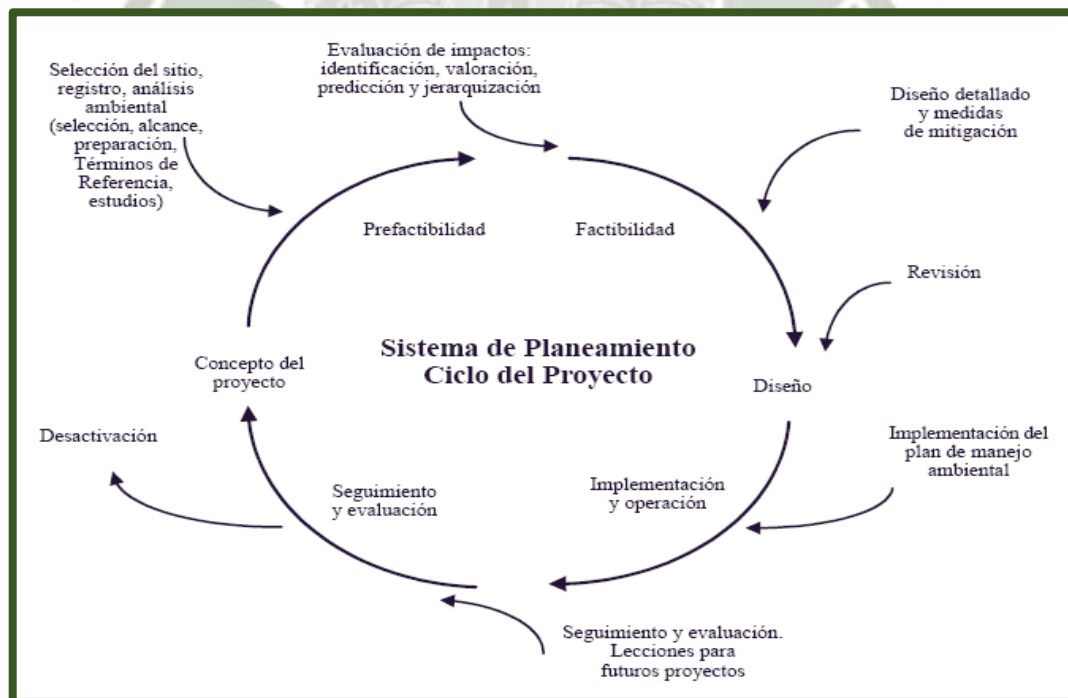 Evaluación de impactos:
identificación, valoración,
predicción y jerarquización
Selección del sitio,
registro, análisis
ambiental
(selección, alcance,
preparación,
Términos de
Referencia,
estudios)
Diseño detallado
y medidas
de mitigación
Prefactibilidad
Factibilidad
Revisión
Sistema de Planeamiento
Ciclo del Proyecto
Concepto del
proyecto
Diseño
Desactivación
Implementación del
plan de manejo
ambiental
Seguimiento
y evaluación
Implementación
y operación
Seguimiento y evaluación.
Lecciones para
futuros proyectos